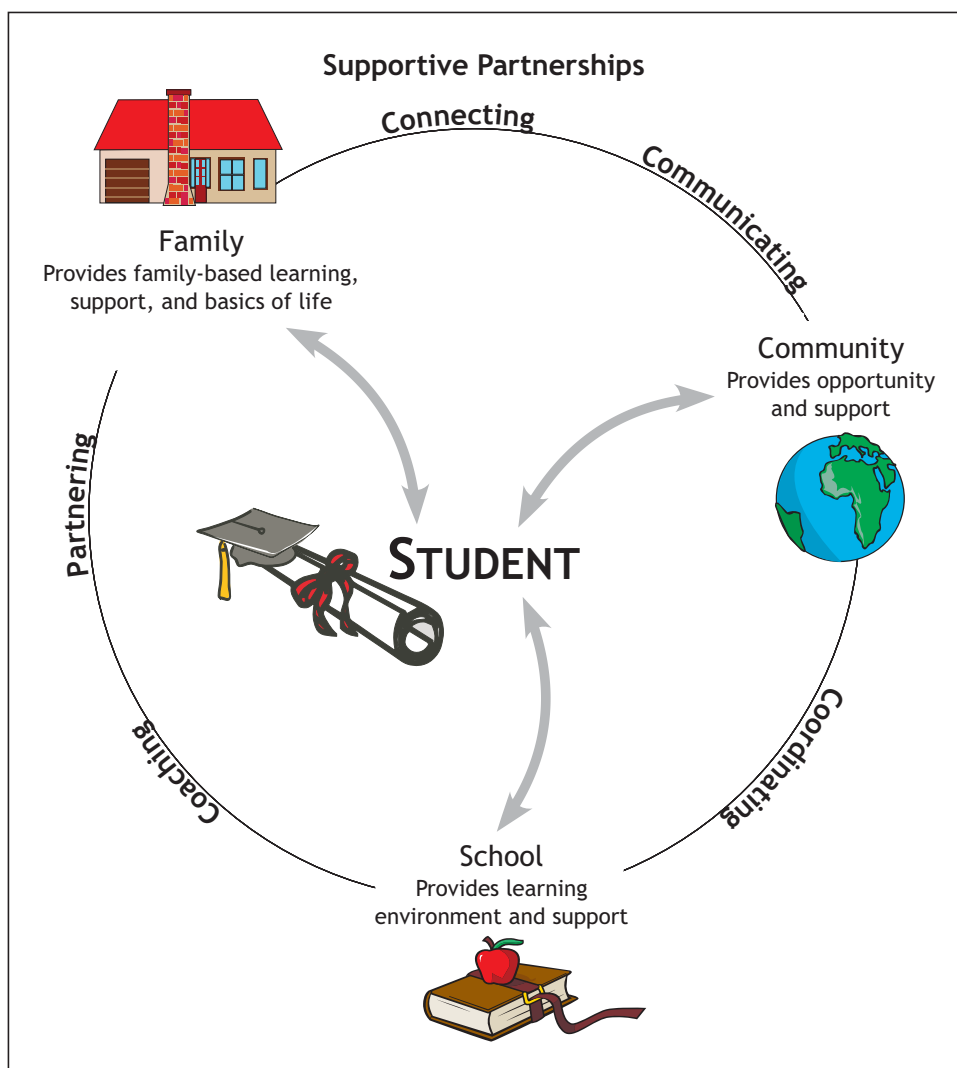 Supportive Partnerships
Connecting
Communicating
Family
Provides family-based learning,
support, and basics of life
Community
Provides opportunity
and support
Partnering
STUDENT
Coaching
Coordinating
School
Provides learning
environment and support